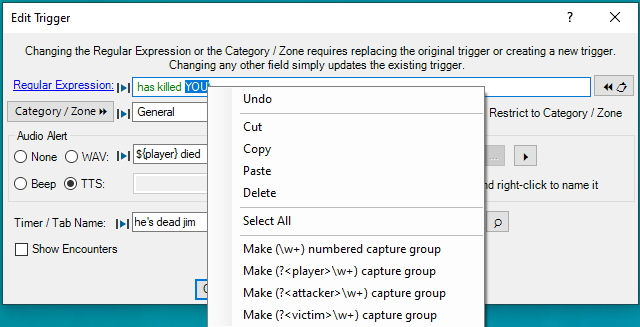 Edit Trigger
Changing the Regular Expression or the Category / Zone requires replacing the original trigger or creating a new trigger.
Changing any other field simply updates the existing trigger.
Regular Expression: has killed YOU
Category / Zone General Restrict to Category / Zone
Audio Alert
None WAV: ${player} died ...
Beep TTS: and right-click to name it
Timer / Tab Name: he's dead jim
Show Encounters
Undo
Cut
Copy
Paste
Delete
Select All
Make (\w+) numbered capture group
Make (?<player>\w+) capture group
Make (?<attacker>\w+) capture group
Make (?<victim>\w+) capture group